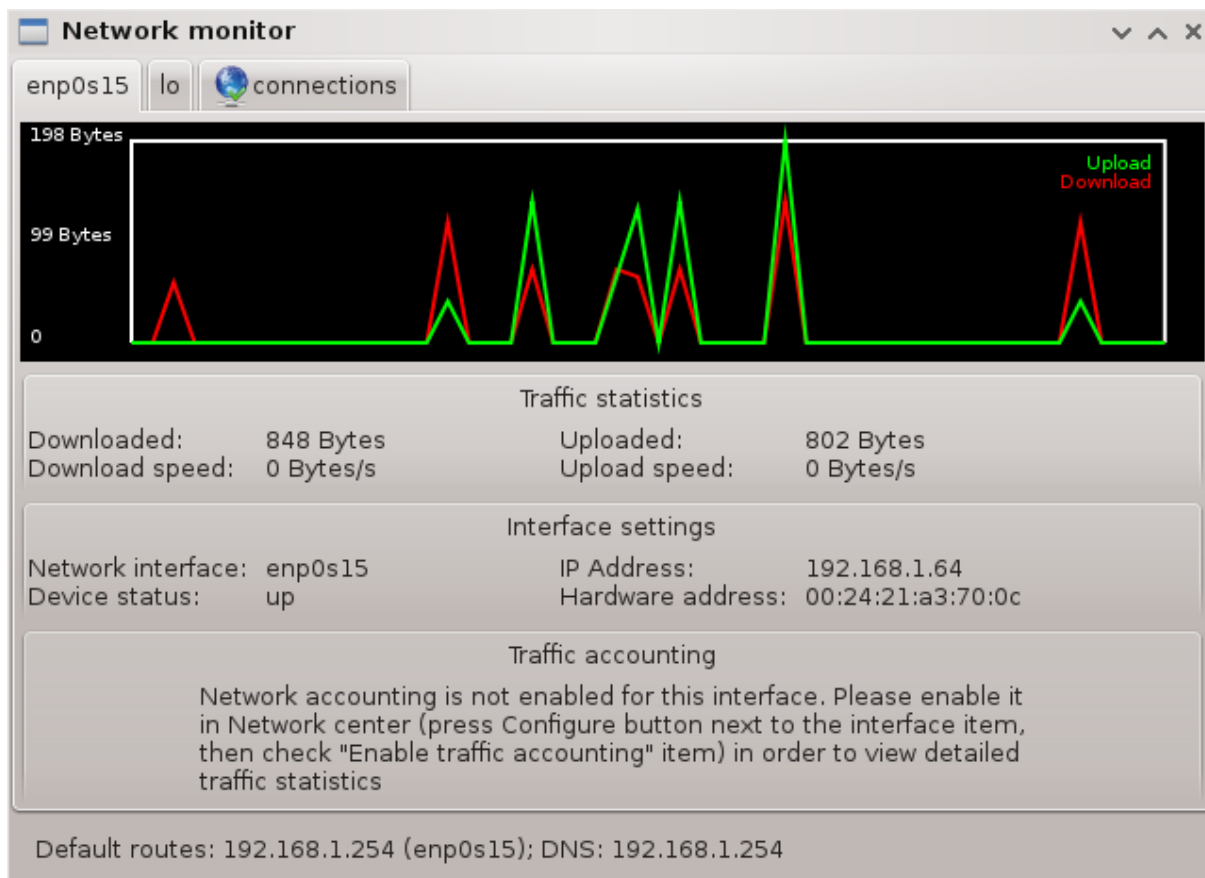 Network monitor
enp0s15 lo connections
198 Bytes
Upload
Download
99 Bytes
0
Traffic statistics
Downloaded: 848 Bytes Uploaded: 802 Bytes
Download speed: 0 Bytes/s Upload speed: 0 Bytes/s
Interface settings
Network interface: enp0s15 IP Address: 192.168.1.64
Device status: up Hardware address: 00:24:21:a3:70:0c
Traffic accounting
Network accounting is not enabled for this interface. Please enable it
in Network center (press Configure button next to the interface item,
then check "Enable traffic accounting" item) in order to view detailed
traffic statistics
Default routes: 192.168.1.254 (enp0s15); DNS: 192.168.1.254